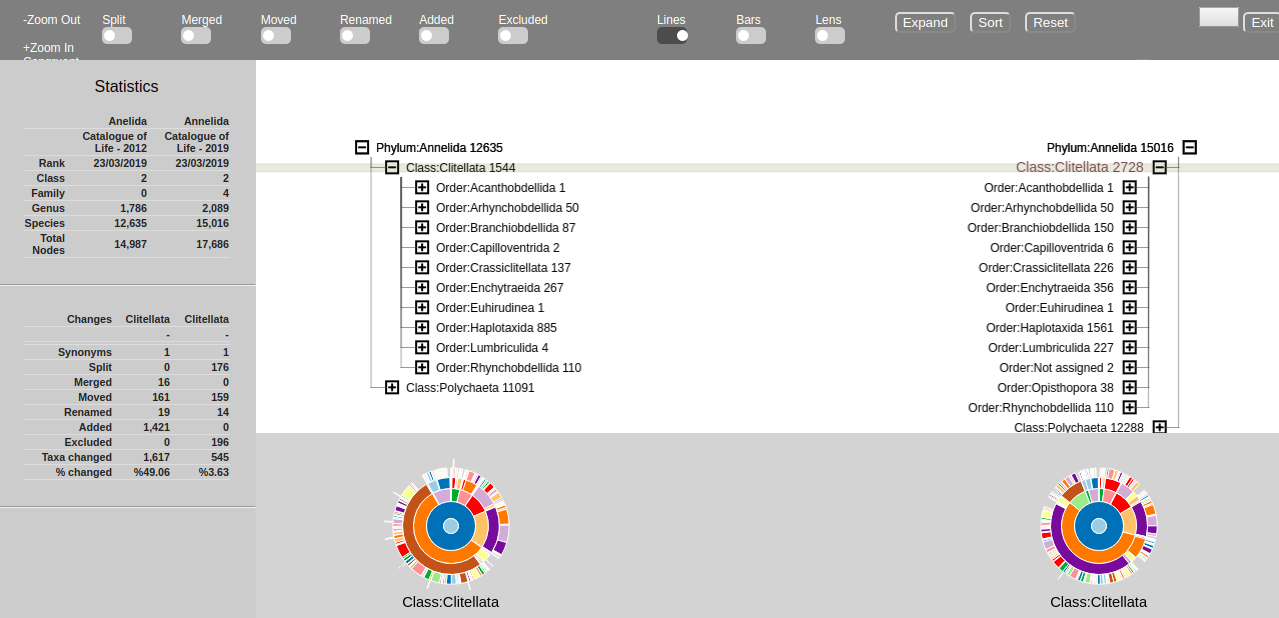 -Zoom Out Split Merged Moved Renamed Added Excluded Lines Bars Lens Expand Sort Reset Exit
+Zoom In
Statistics
Anelida Annelida
Catalogue of Life - 2012 Catalogue of Life - 2019
Rank 23/03/2019 23/03/2019
Class 2 2
Family 0 4
Genus 1,786 2,089
Species 12,635 15,016
Total Nodes 14,987 17,686
Changes Clitellata Clitellata
- -
Synonyms 1 1
Split 0 176
Merged 16 0
Moved 161 159
Renamed 19 14
Added 1,421 0
Excluded 0 196
Taxa changed 1,617 545
% changed %49.06 %3.63
Phylum:Annelida 12635
Class:Clitellata 1544
Order:Acanthobdellida 1
Order:Arhynchobdellida 50
Order:Branchiobdellida 87
Order:Capilloventrida 2
Order:Crassiclitellata 137
Order:Enchytraeida 267
Order:Euhirudinea 1
Order:Haplotaxida 885
Order:Lumbriculida 4
Order:Rhynchobdellida 110
Class:Polychaeta 11091
Phylum:Annelida 15016
Class:Clitellata 2728
Order:Acanthobdellida 1
Order:Arhynchobdellida 50
Order:Branchiobdellida 150
Order:Capilloventrida 6
Order:Crassiclitellata 226
Order:Enchytraeida 356
Order:Euhirudinea 1
Order:Haplotaxida 1561
Order:Lumbriculida 227
Order:Not assigned 2
Order:Opisthopora 38
Order:Rhynchobdellida 110
Class:Polychaeta 12288
Class:Clitellata
Class:Clitellata